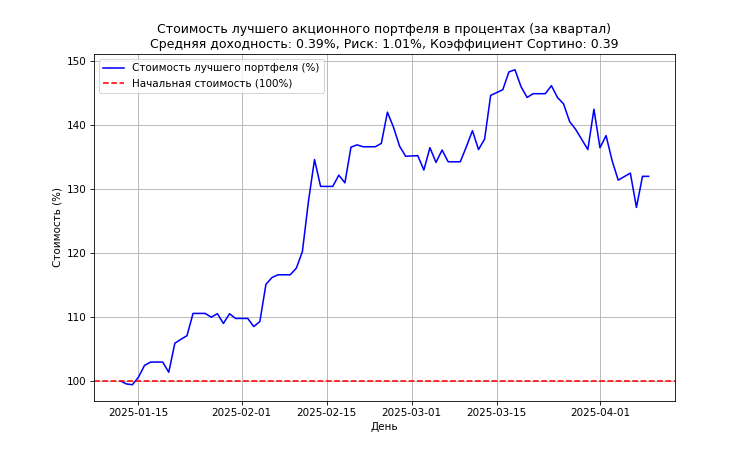 Стоимость лучшего акционного портфеля в процентах (за квартал)
Средняя доходность: 0.39%, Риск: 1.01%, Коэффициент Сортино: 0.39
Стоимость лучшего портфеля (%)
Начальная стоимость (100%)
Стоимость (%)
150
140
130
120
110
100
2025-01-15
2025-02-01
2025-02-15
2025-03-01
2025-03-15
2025-04-01
День